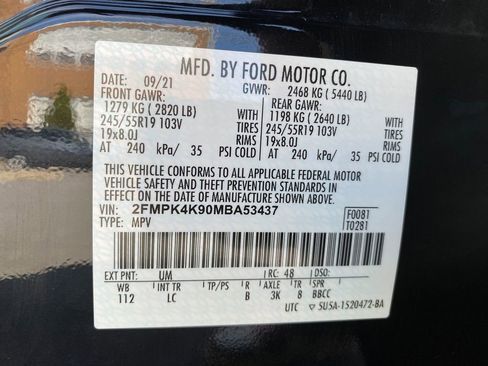 MFD. BY FORD MOTOR CO.
DATE: 09/21 GVWR: 2468 KG ( 5440 LB)
FRONT GAWR: REAR GAWR:
1279 KG ( 2820 LB) 1198 KG ( 2640 LB)
245/55R19 103V WITH TIRES 245/55R19 103V WITH TIRES
19x8.0J RIMS 19x8.0J RIMS
AT 240 kPa/ 35 PSI COLD AT 240 kPa/ 35 PSI COLD
THIS VEHICLE CONFORMS TO ALL APPLICABLE FEDERAL MOTOR
VEHICLE SAFETY AND THEFT PREVENTION STANDARDS IN
EFFECT ON THE DATE OF MANUFACTURE SHOWN ABOVE.
VIN: 2FMPK4K90MBA53437 F0081
TYPE: MPV T0281
EXT PNT: UM RC: 48 DSO:
WB INT TR TP/PS R AXLE TR SPR
112 LC B 3K 8 BBCC
UTC 5U5A-1520472-BA